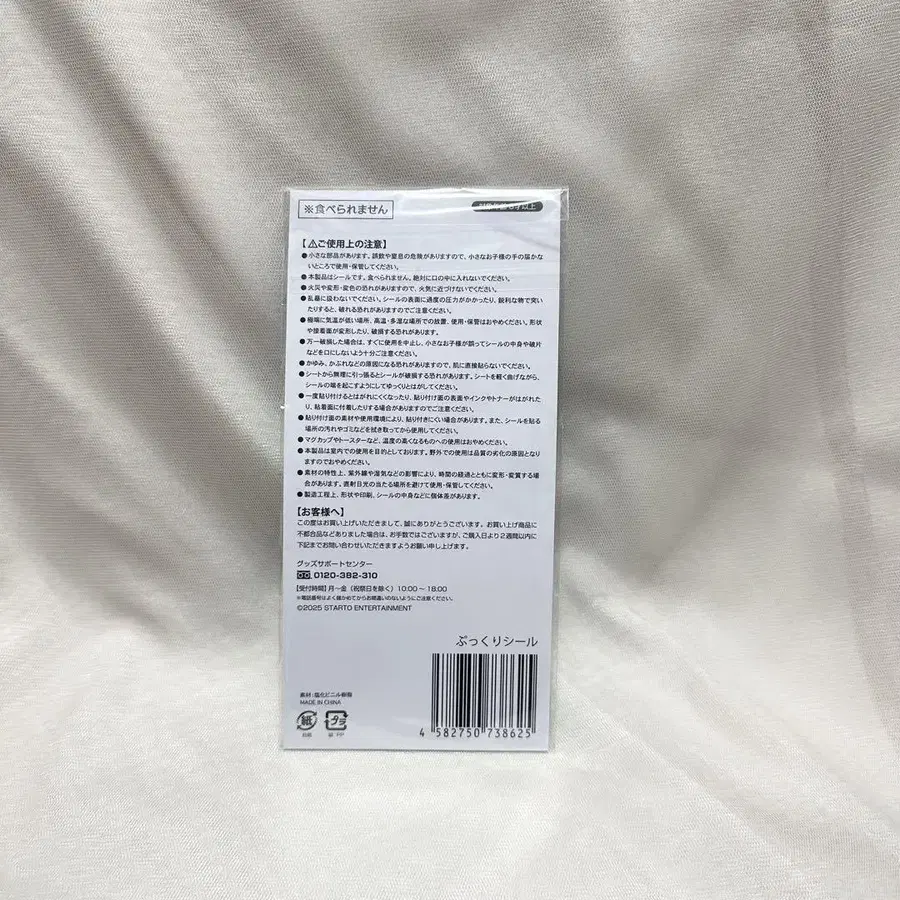 ※食べられません
【⚠ご使用上の注意】
●小さな部品があります。誤飲や窒息の危険がありますので、小さなお子様の手の届かな
いところで使用・保管してください。
●本製品はシールです。食べられません。絶対に口の中に入れないでください。
●火災や変形・変色の恐れがありますので、火気に近づけないでください。
●乱暴に扱わないでください。シールの表面に過度の圧力がかかったり、鋭利な物で突い
たりすると、破れる恐れがありますのでご注意ください。
●極端に気温が低い場所、高温・多湿な場所での放置、使用・保管はおやめください。形状
や接着面が変形したり、破損する恐れがあります。
●万一破損した場合は、すぐに使用を中止し、小さなお子様が誤ってシールの中身や破片
などを口にしないよう十分ご注意ください。
●かゆみ、かぶれなどの原因になる恐れがありますので、肌に直接貼らないでください。
●シートから無理に引っ張るとシールが破損する恐れがあります。シートを軽く曲げながら、
シールの端を起こすようにしてゆっくりとはがしてください。
●一度貼り付けるとはがれにくくなったり、貼り付け面の表面やインクやトナーがはがれ
たり、粘着面に付着したりする場合がありますのでご注意ください。
●貼り付け面の素材や使用環境により、貼り付きにくい場合があります。また、シールを貼る
場所の汚れやゴミなどを拭き取ってから使用してください。
●マグカップやトースターなど、温度の高くなるものへの使用はおやめください。
●本製品は室内での使用を目的としております。野外での使用は品質の劣化の原因となり
ますのでおやめください。
●素材の特性上、紫外線や湿気などの影響により、時間の経過とともに変形・変質する場
合があります。直射日光の当たる場所を避けて使用・保管してください。
●製造工程上、形状や印刷、シールの中身などに個体差があります。
【お客様へ】
この度はお買い上げいただきまして、誠にありがとうございます。お買い上げ商品に
不都合品などありました場合は、お手数ではございますが、ご購入日より2週間以内に
下記までお問い合わせいただきますようお願い申し上げます。
グッズサポートセンター
0120-382-310
【受付時間】月～金（祝祭日を除く）10:00～18:00
※電話番号はよく確かめてからお間違いのないようにご注意ください。
©2025 STARTO ENTERTAINMENT
ぷっくりシール
素材:塩化ビニル樹脂
MADE IN CHINA
紙
プラ
台紙
袋:PP
4 582750 738625